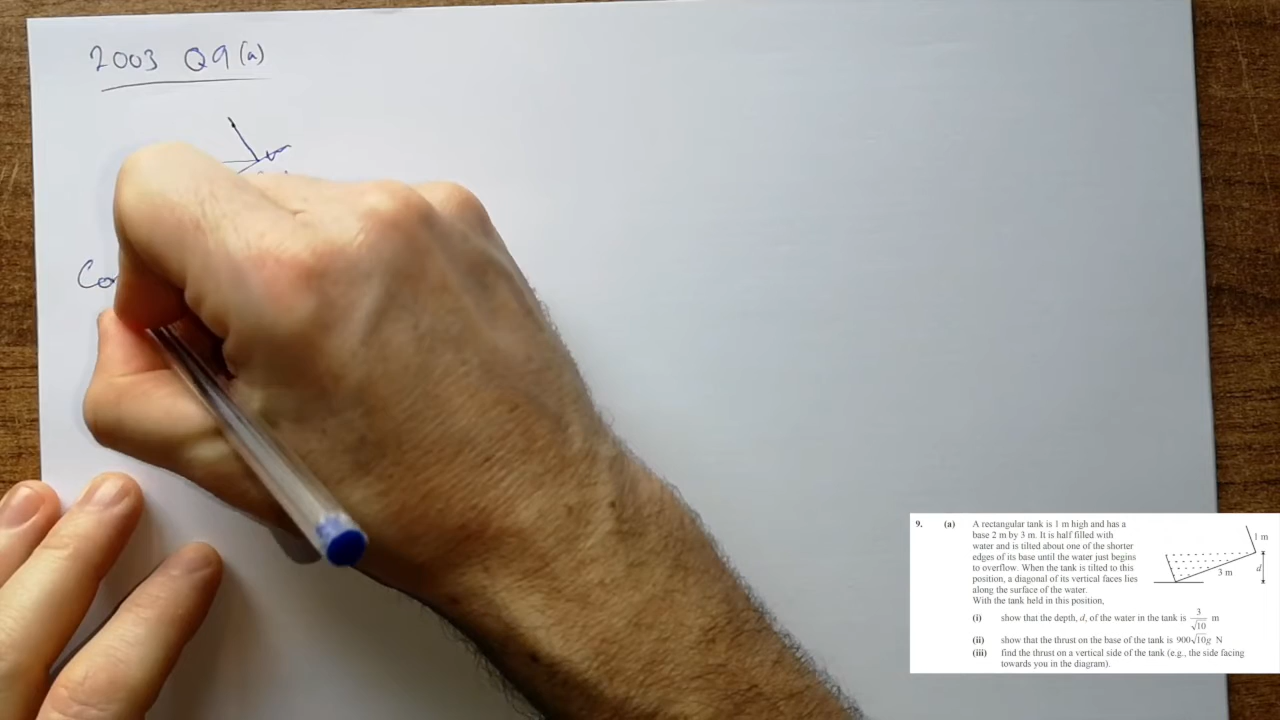 2003 Q9(a)
Co
9. (a) A rectangular tank is 1 m high and has a
base 2 m by 3 m. It is half filled with
water and is tilted about one of the shorter
edges of its base until the water just begins
to overflow. When the tank is tilted to this
position, a diagonal of its vertical faces lies
along the surface of the water.
With the tank held in this position,
1 m
3 m
d
(i) show that the depth, d, of the water in the tank is 3/√10 m
(ii) show that the thrust on the base of the tank is 900√10g N
(iii) find the thrust on a vertical side of the tank (e.g., the side facing
towards you in the diagram).